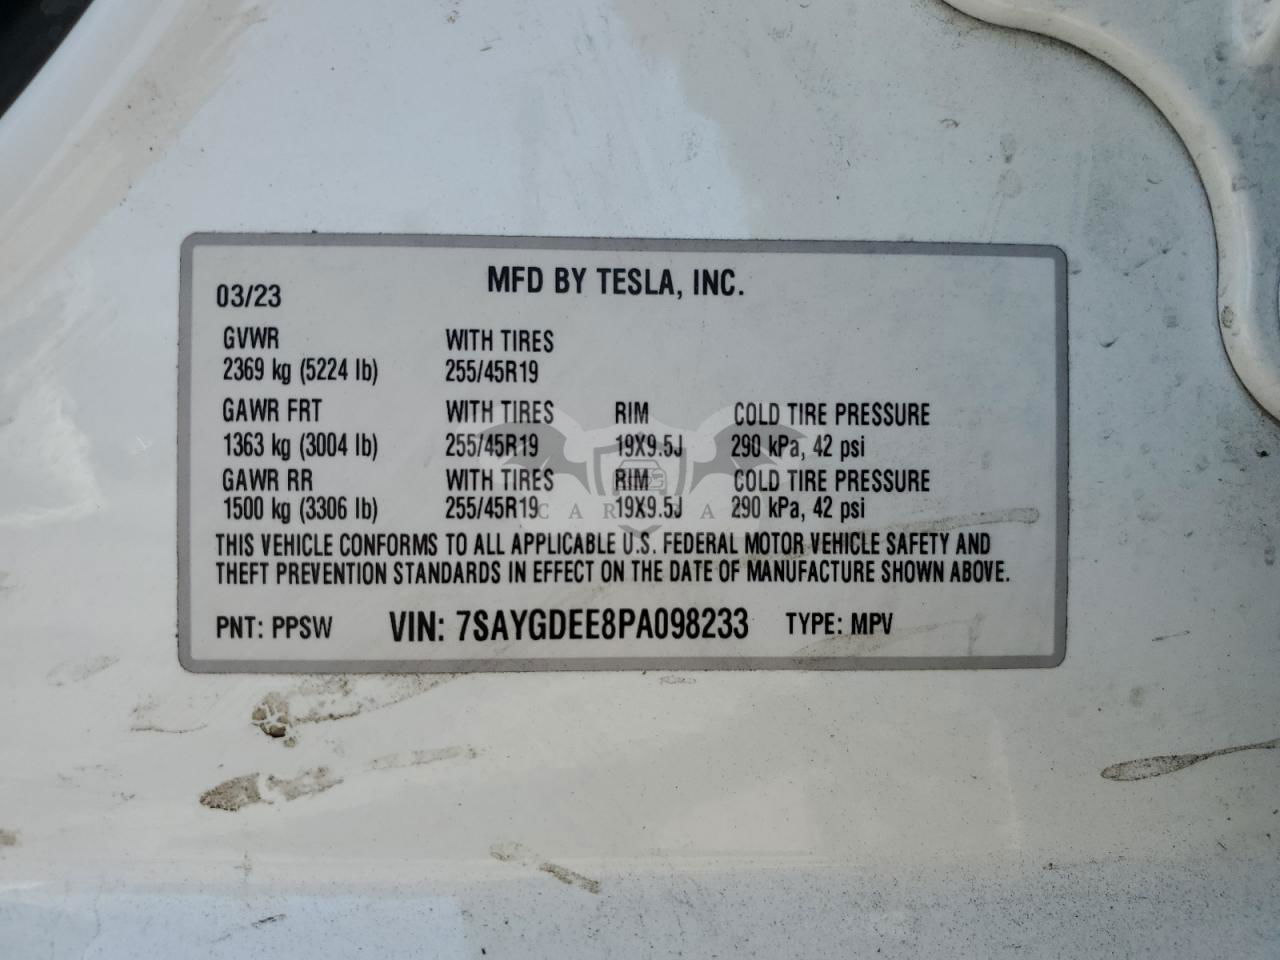 MFD BY TESLA, INC.
03/23
GVWR WITH TIRES
2369 kg (5224 lb) 255/45R19
GAWR FRT WITH TIRES RIM COLD TIRE PRESSURE
1363 kg (3004 lb) 255/45R19 19X9.5J 290 kPa, 42 psi
GAWR RR WITH TIRES RIM COLD TIRE PRESSURE
1500 kg (3306 lb) 255/45R19 19X9.5J 290 kPa, 42 psi
THIS VEHICLE CONFORMS TO ALL APPLICABLE U.S. FEDERAL MOTOR VEHICLE SAFETY AND
THEFT PREVENTION STANDARDS IN EFFECT ON THE DATE OF MANUFACTURE SHOWN ABOVE.
PNT: PPSW VIN: 7SAYGDEE8PA098233 TYPE: MPV